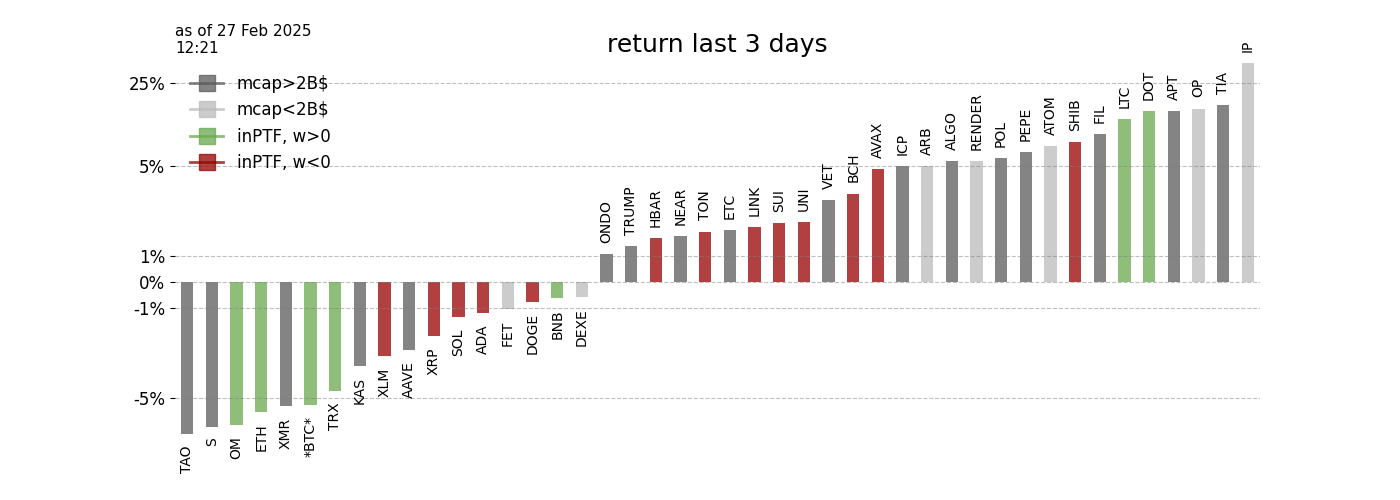 as of 27 Feb 2025
12:21
return last 3 days
mcap>2B$
mcap<2B$
inPTF, w>0
inPTF, w<0
25%
5%
1%
0%
-1%
-5%
TAO
S
OM
ETH
XMR
*BTC*
TRX
KAS
XLM
AAVE
XRP
SOL
ADA
FET
DOGE
BNB
DEXE
ONDO
TRUMP
HBAR
NEAR
TON
ETC
LINK
SUI
UNI
VET
BCH
AVAX
ICP
ARB
ALGO
RENDER
POL
PEPE
ATOM
SHIB
FIL
LTC
DOT
APT
OP
TIA
IP